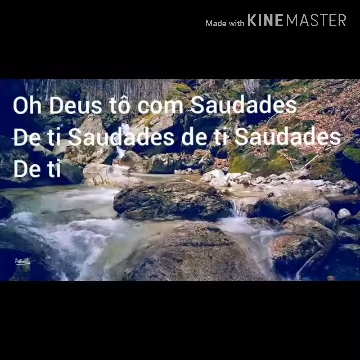 Made with KINEMASTER
Oh Deus tô com Saudades
De ti Saudades de ti Saudades
De ti